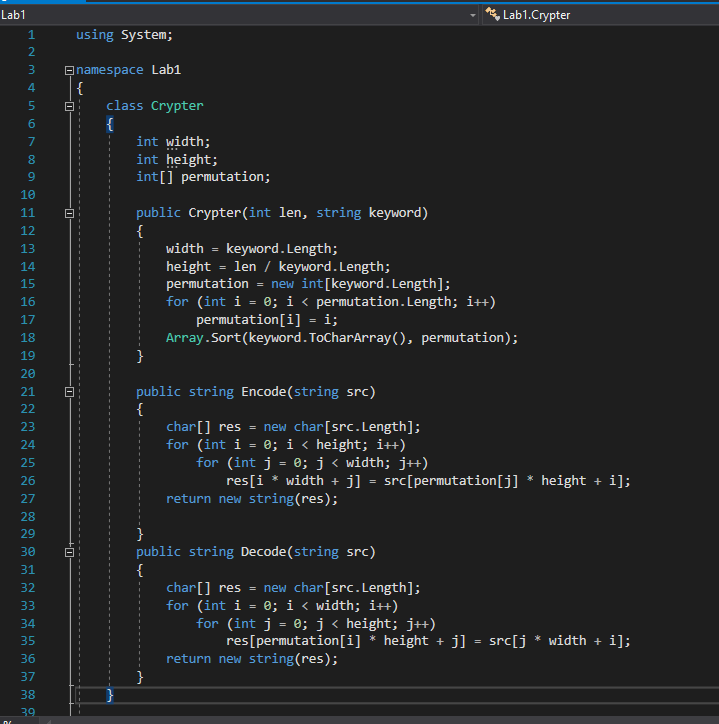 Lab1 Lab1.Crypter
1 using System;
2
3 namespace Lab1
4 {
5 class Crypter
6 {
7 int width;
8 int height;
9 int[] permutation;
10
11 public Crypter(int len, string keyword)
12 {
13 width = keyword.Length;
14 height = len / keyword.Length;
15 permutation = new int[keyword.Length];
16 for (int i = 0; i < permutation.Length; i++)
17 permutation[i] = i;
18 Array.Sort(keyword.ToCharArray(), permutation);
19 }
20
21 public string Encode(string src)
22 {
23 char[] res = new char[src.Length];
24 for (int i = 0; i < height; i++)
25 for (int j = 0; j < width; j++)
26 res[i * width + j] = src[permutation[j] * height + i];
27 return new string(res);
28
29 }
30 public string Decode(string src)
31 {
32 char[] res = new char[src.Length];
33 for (int i = 0; i < width; i++)
34 for (int j = 0; j < height; j++)
35 res[permutation[i] * height + j] = src[j * width + i];
36 return new string(res);
37 }
38 }
39
%